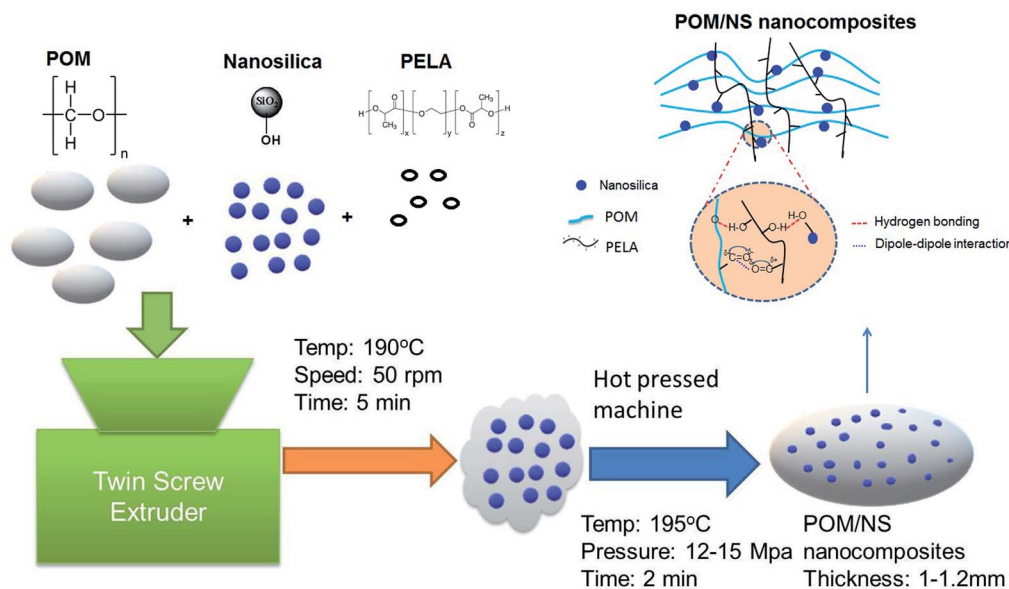 POM/NS nanocomposites
POM
Nanosilica
PELA
H
C
O
H
n
SiO2
OH
H
O
O
CH3
x
O
y
O
CH3
O
z
H
+
+
Nanosilica
POM
PELA
O
H-O
O-H
H-O
δ+
C=O
δ-
O=C
δ+
Hydrogen bonding
Dipole-dipole interaction
Temp: 190°C
Speed: 50 rpm
Time: 5 min
Hot pressed
machine
Twin Screw
Extruder
Temp: 195°C
Pressure: 12-15 Mpa
Time: 2 min
POM/NS
nanocomposites
Thickness: 1-1.2mm